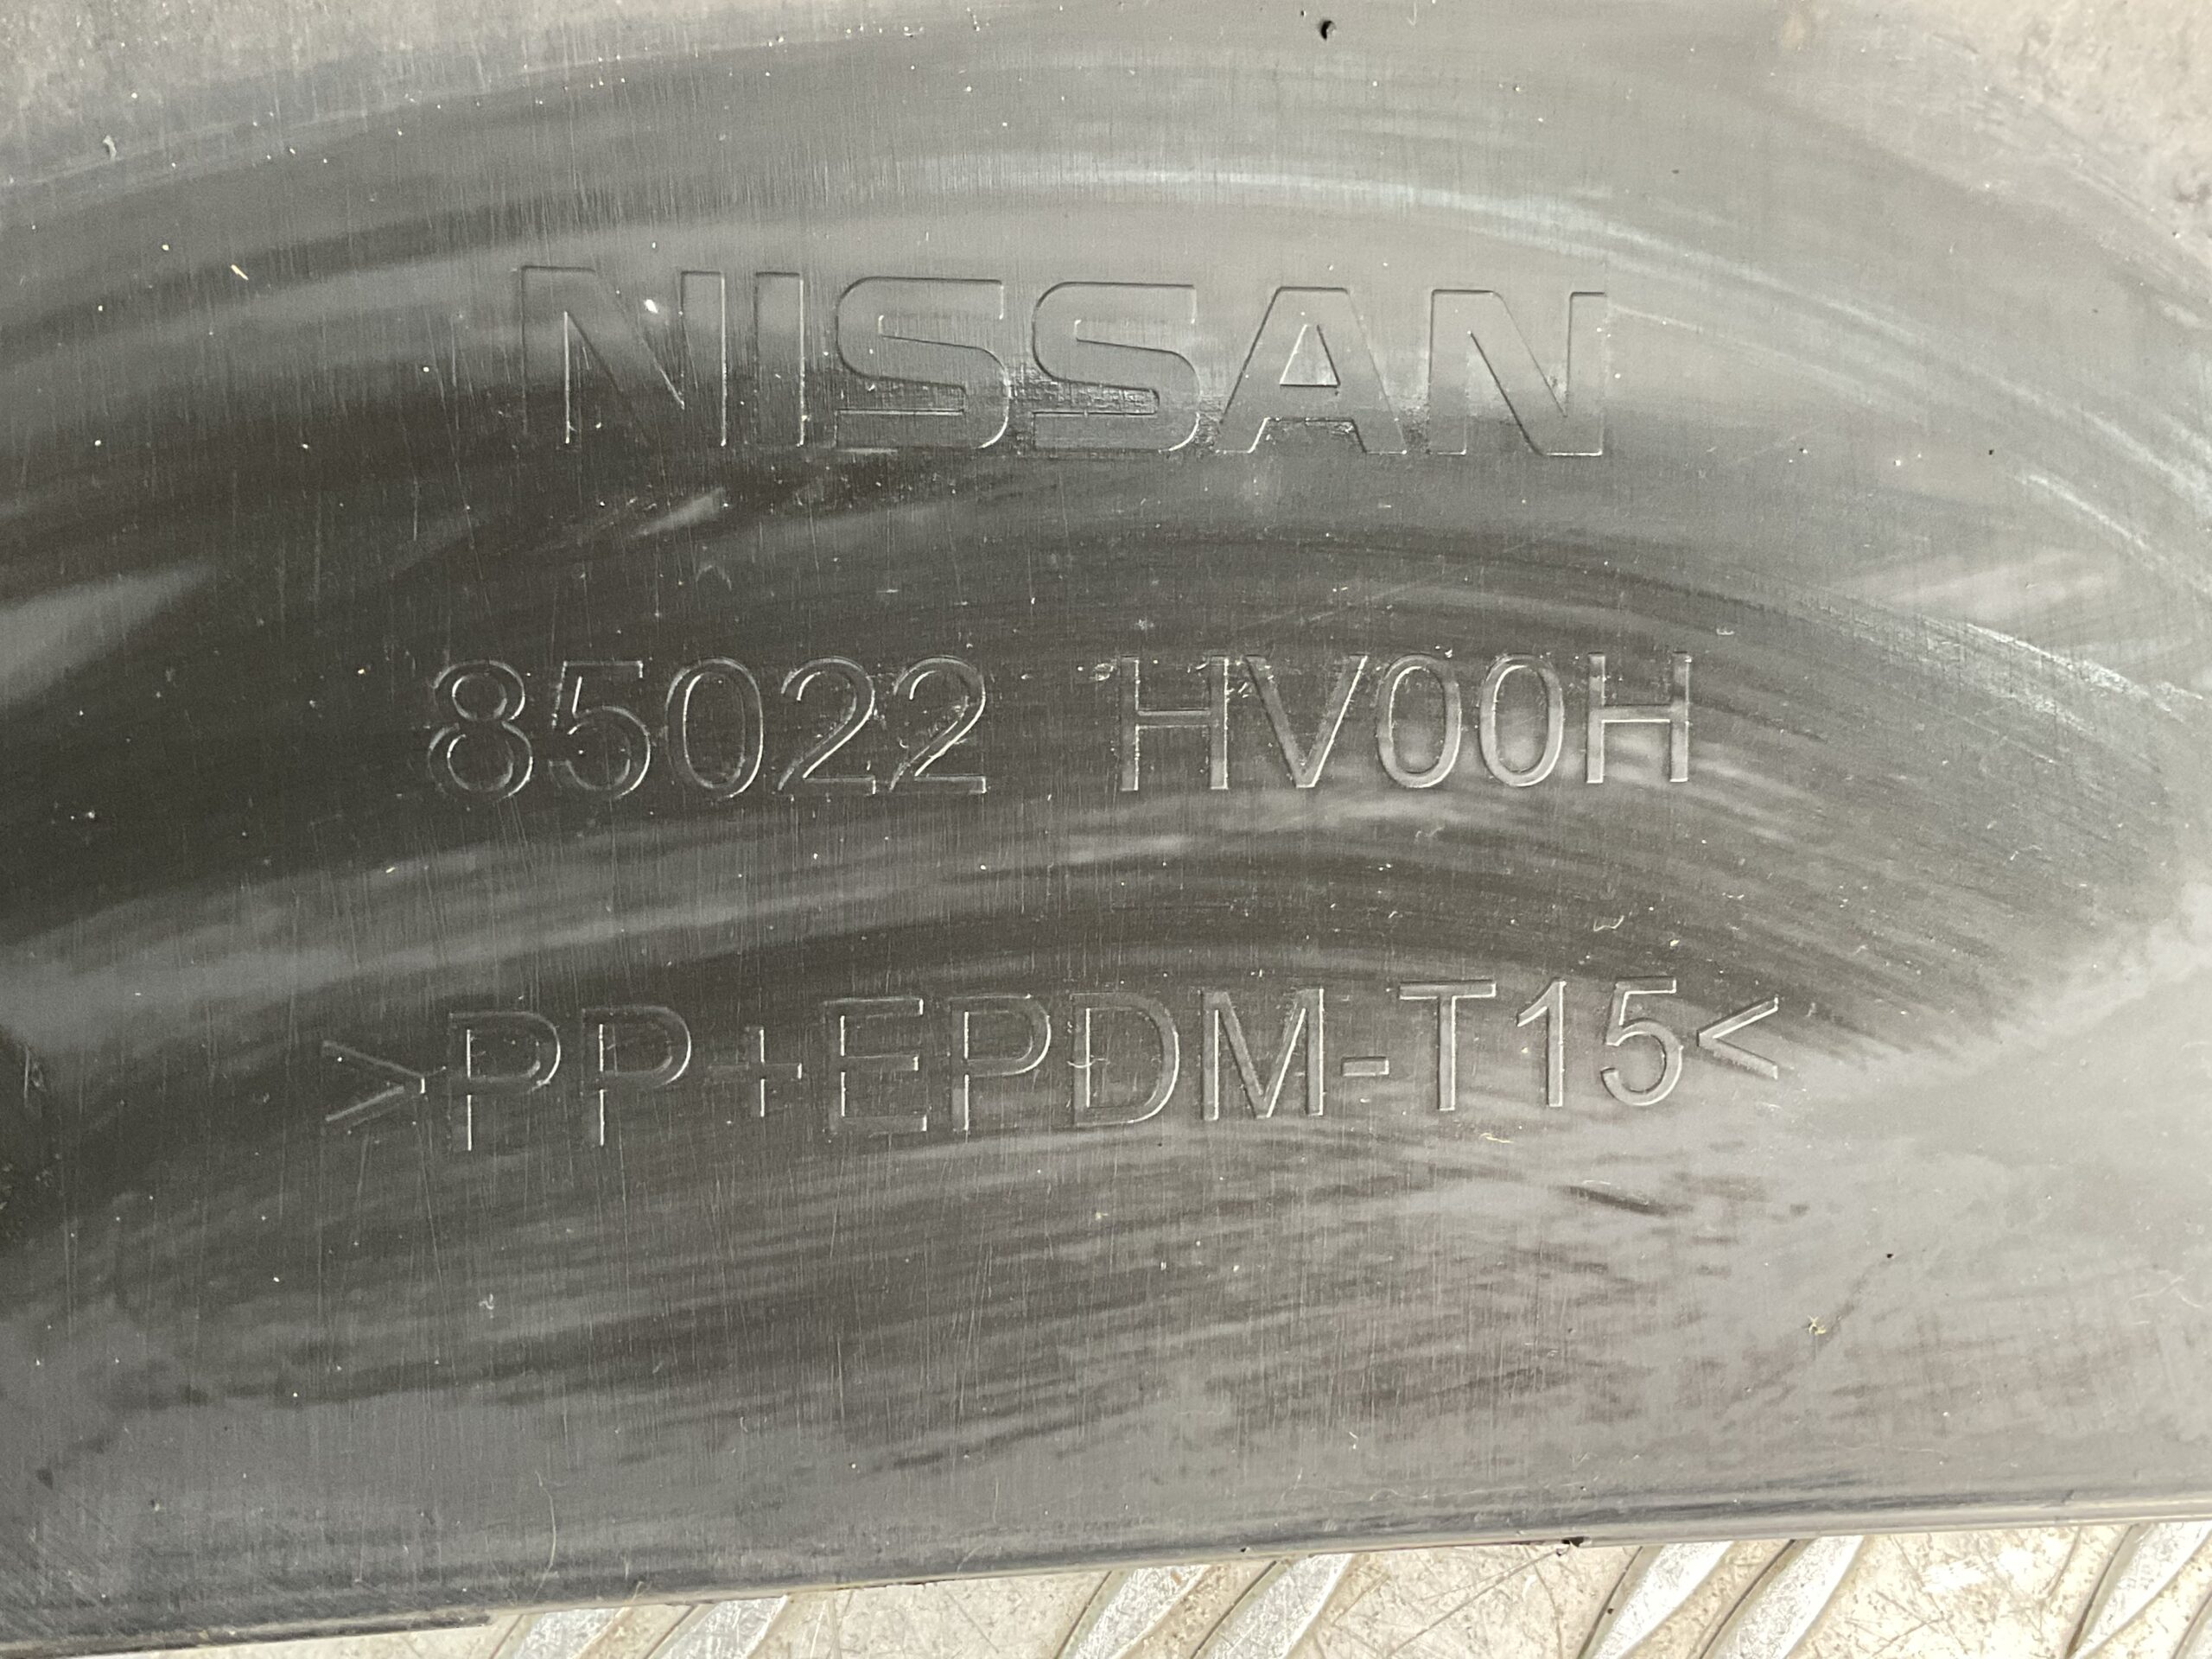 NISSAN
85022 HV00H
>PP+EPDM-T15<